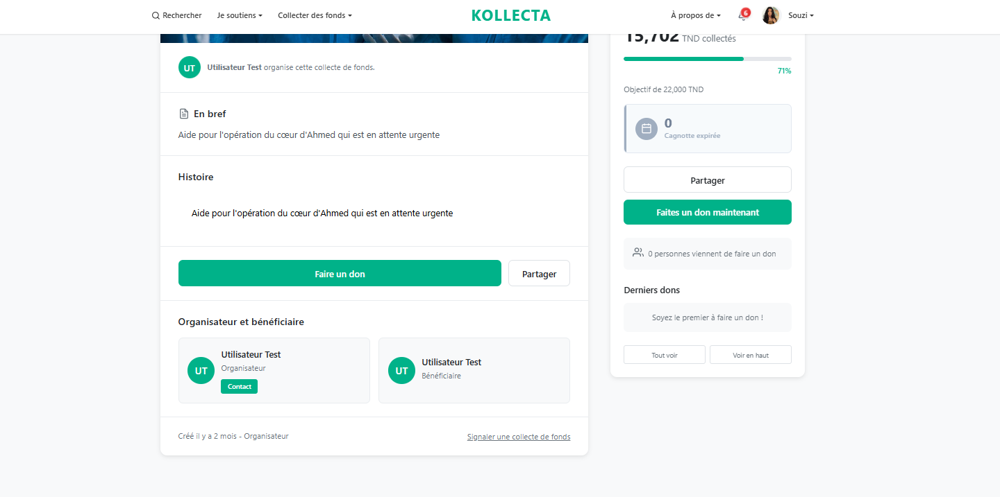 Rechercher Je soutiens Collecter des fonds KOLLECTA À propos de 6 Souzi
15,702 TND collectés
71%
Objectif de 22,000 TND
0
Cagnotte expirée
Partager
Faites un don maintenant
0 personnes viennent de faire un don
Derniers dons
Soyez le premier à faire un don !
Tout voir Voir en haut
UT Utilisateur Test organise cette collecte de fonds.
En bref
Aide pour l'opération du cœur d'Ahmed qui est en attente urgente
Histoire
Aide pour l'opération du cœur d'Ahmed qui est en attente urgente
Faire un don Partager
Organisateur et bénéficiaire
UT
Utilisateur Test
Organisateur
Contact
UT
Utilisateur Test
Bénéficiaire
Créé il y a 2 mois - Organisateur Signaler une collecte de fonds